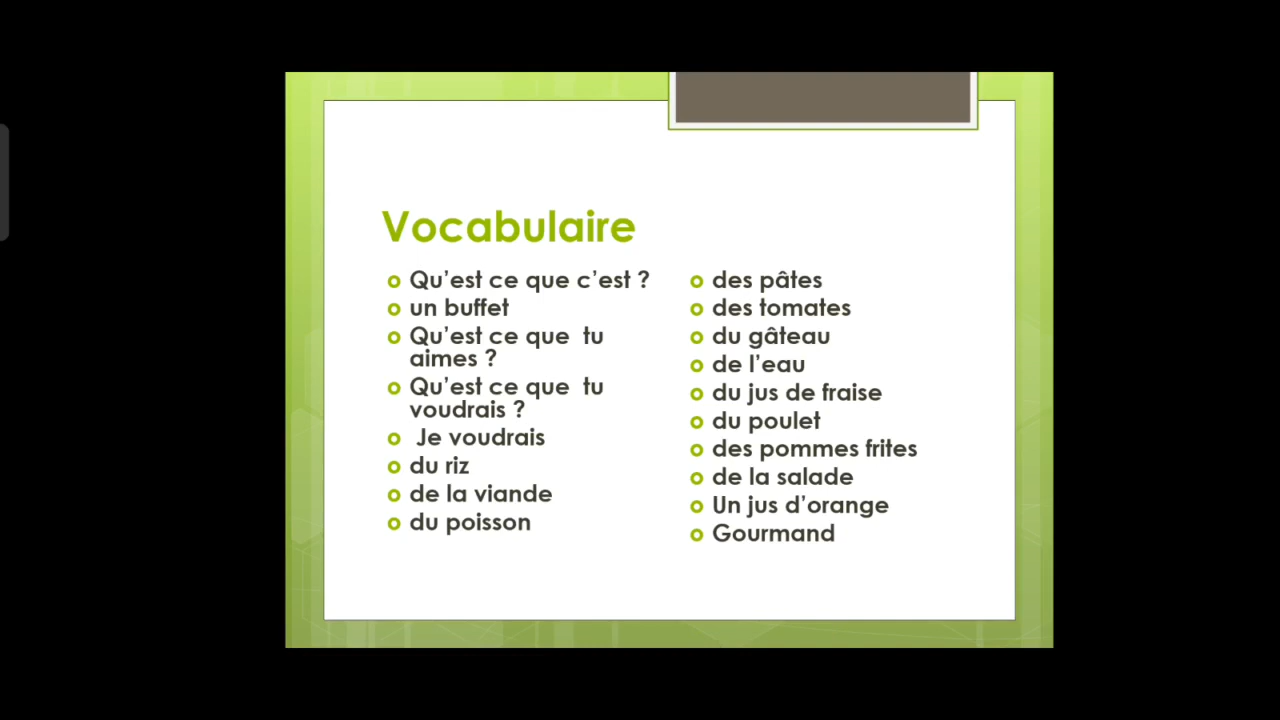 Vocabulaire
Qu’est ce que c’est ?
un buffet
Qu’est ce que  tu
aimes ?
Qu’est ce que  tu
voudrais ?
Je voudrais
du riz
de la viande
du poisson
des pâtes
des tomates
du gâteau
de l’eau
du jus de fraise
du poulet
des pommes frites
de la salade
Un jus d’orange
Gourmand